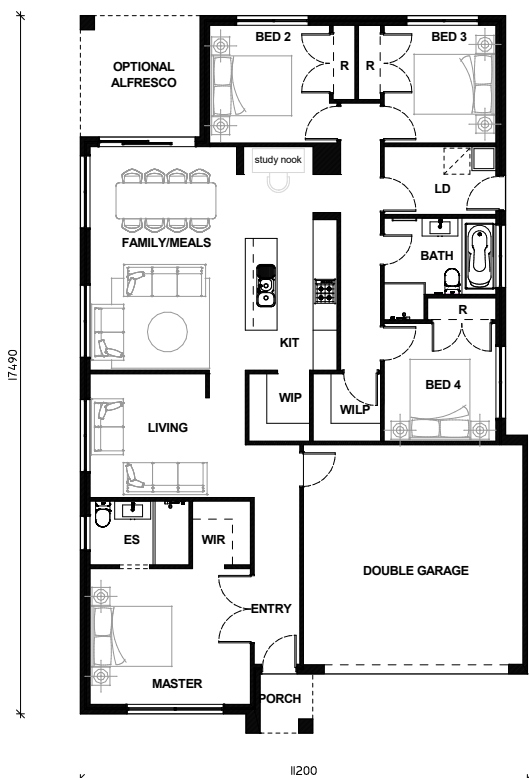 BED 2
BED 3
OPTIONAL
ALFRESCO
R
R
study nook
LD
FAMILY/MEALS
BATH
R
KIT
17490
BED 4
WIP
WILP
LIVING
ES
WIR
DOUBLE GARAGE
ENTRY
MASTER
PORCH
11200